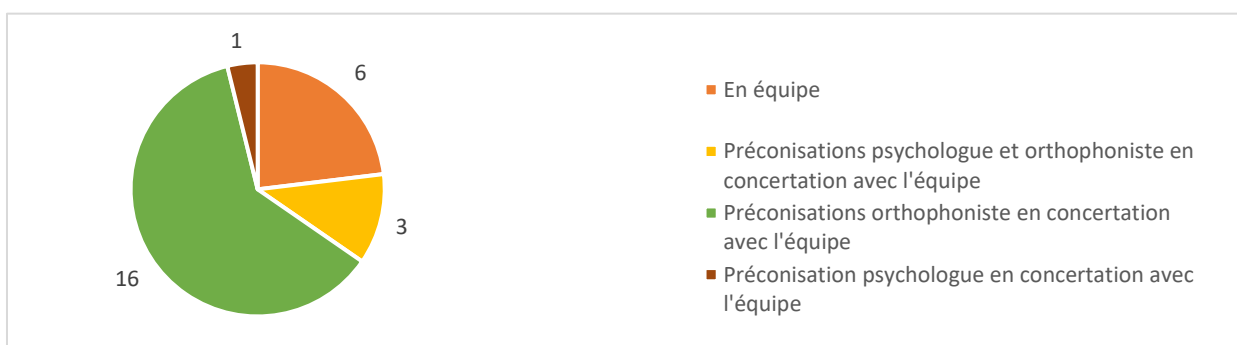 1
6
3
16
En équipe
Préconisations psychologue et orthophoniste en
concertation avec l'équipe
Préconisations orthophoniste en concertation
avec l'équipe
Préconisation psychologue en concertation avec
l'équipe